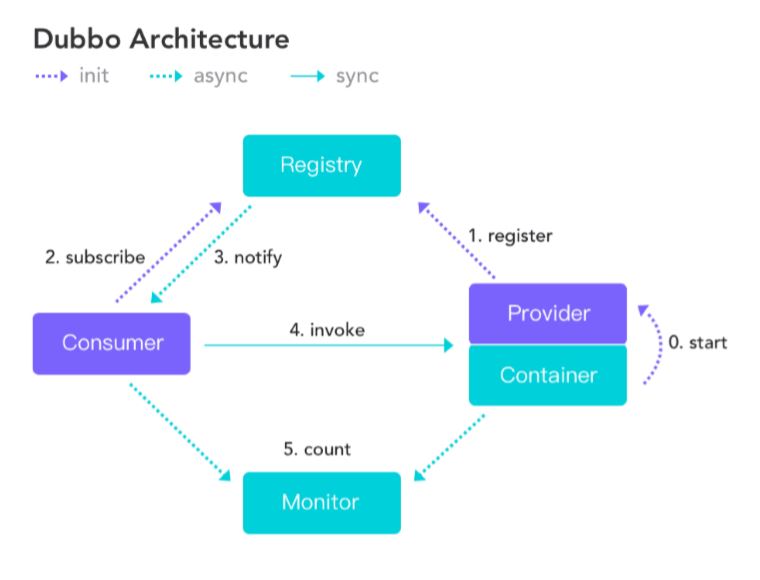 Dubbo Architecture
init async sync
Registry
1. register
2. subscribe 3. notify
Provider
4. invoke
Consumer
0. start
Container
5. count
Monitor